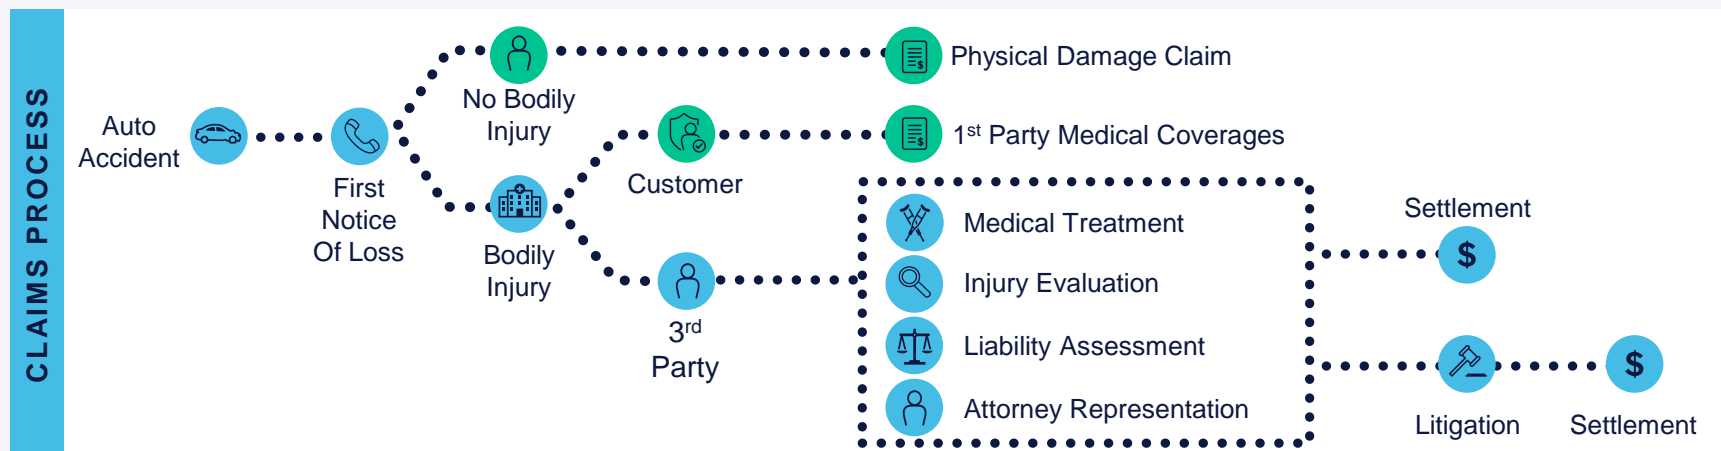 CLAIMS PROCESS
Auto
Accident
First
Notice
Of Loss
No Bodily
Injury
Bodily
Injury
Customer
3rd
Party
$
Physical Damage Claim
$
1st Party Medical Coverages
Medical Treatment
Injury Evaluation
Liability Assessment
Attorney Representation
Settlement
$
Litigation
$
Settlement